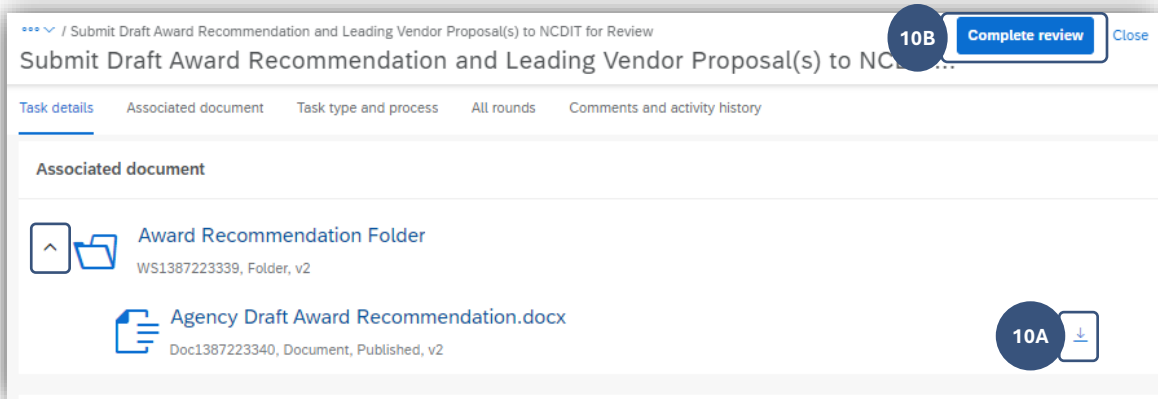 / Submit Draft Award Recommendation and Leading Vendor Proposal(s) to NCDIT for Review
10B
Complete review
Close
Submit Draft Award Recommendation and Leading Vendor Proposal(s) to NC
Task details
Associated document
Task type and process
All rounds
Comments and activity history
Associated document
Award Recommendation Folder
WS1387223339, Folder, v2
Agency Draft Award Recommendation.docx
Doc1387223340, Document, Published, v2
10A